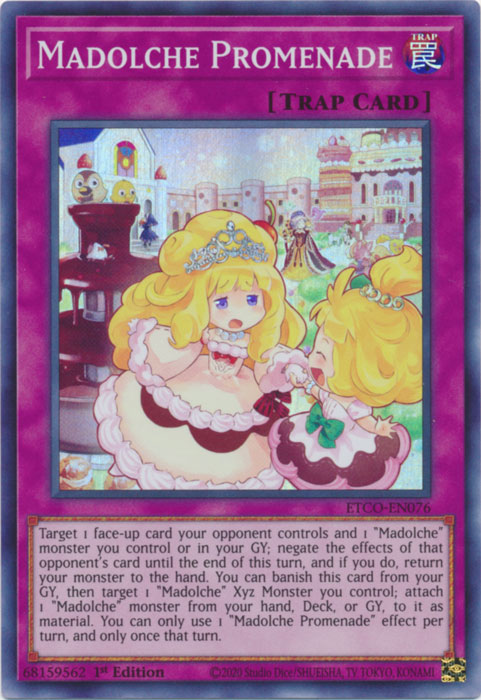 MADOLCHE PROMENADE
TRAP
罠
[TRAP CARD]
ETCO-EN076
Target 1 face-up card your opponent controls and 1 "Madolche"
monster you control or in your GY; negate the effects of that
opponent's card until the end of this turn, and if you do, return
your monster to the hand. You can banish this card from your
GY, then target 1 "Madolche" Xyz Monster you control; attach
1 "Madolche" monster from your hand, Deck, or GY, to it as
material. You can only use 1 "Madolche Promenade" effect per
turn, and only once that turn.
68159562 1st Edition ©2020 Studio Dice/SHUEISHA, TV TOKYO, KONAMI